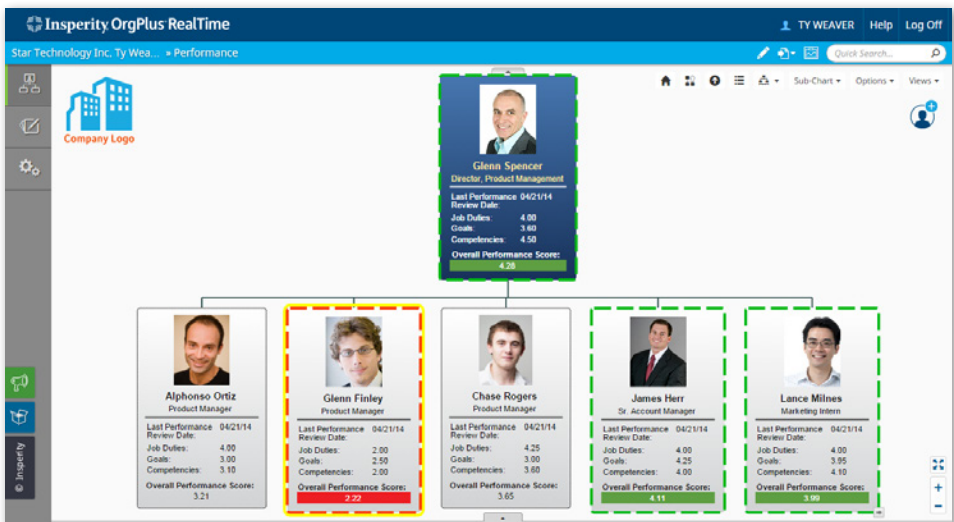 Insperity OrgPlus RealTime
TY WEAVER Help Log Off
Star Technology Inc. Ty Wea... » Performance
Quick Search...
Sub-Chart Options Views
Company Logo
Glenn Spencer
Director, Product Management
Last Performance 04/21/14
Review Date:
Job Duties: 4.00
Goals: 3.60
Competencies: 4.50
Overall Performance Score:
4.28
Alphonso Ortiz
Product Manager
Last Performance 04/21/14
Review Date:
Job Duties: 4.00
Goals: 3.00
Competencies: 3.10
Overall Performance Score:
3.21
Glenn Finley
Product Manager
Last Performance 04/21/14
Review Date:
Job Duties: 2.00
Goals: 2.50
Competencies: 2.00
Overall Performance Score:
2.22
Chase Rogers
Product Manager
Last Performance 04/21/14
Review Date:
Job Duties: 4.25
Goals: 3.00
Competencies: 3.60
Overall Performance Score:
3.65
James Herr
Sr. Account Manager
Last Performance 04/21/14
Review Date:
Job Duties: 4.00
Goals: 4.25
Competencies: 4.00
Overall Performance Score:
4.11
Lance Milnes
Marketing Intern
Last Performance 04/21/14
Review Date:
Job Duties: 4.00
Goals: 3.95
Competencies: 4.10
Overall Performance Score:
3.99
© Insperity